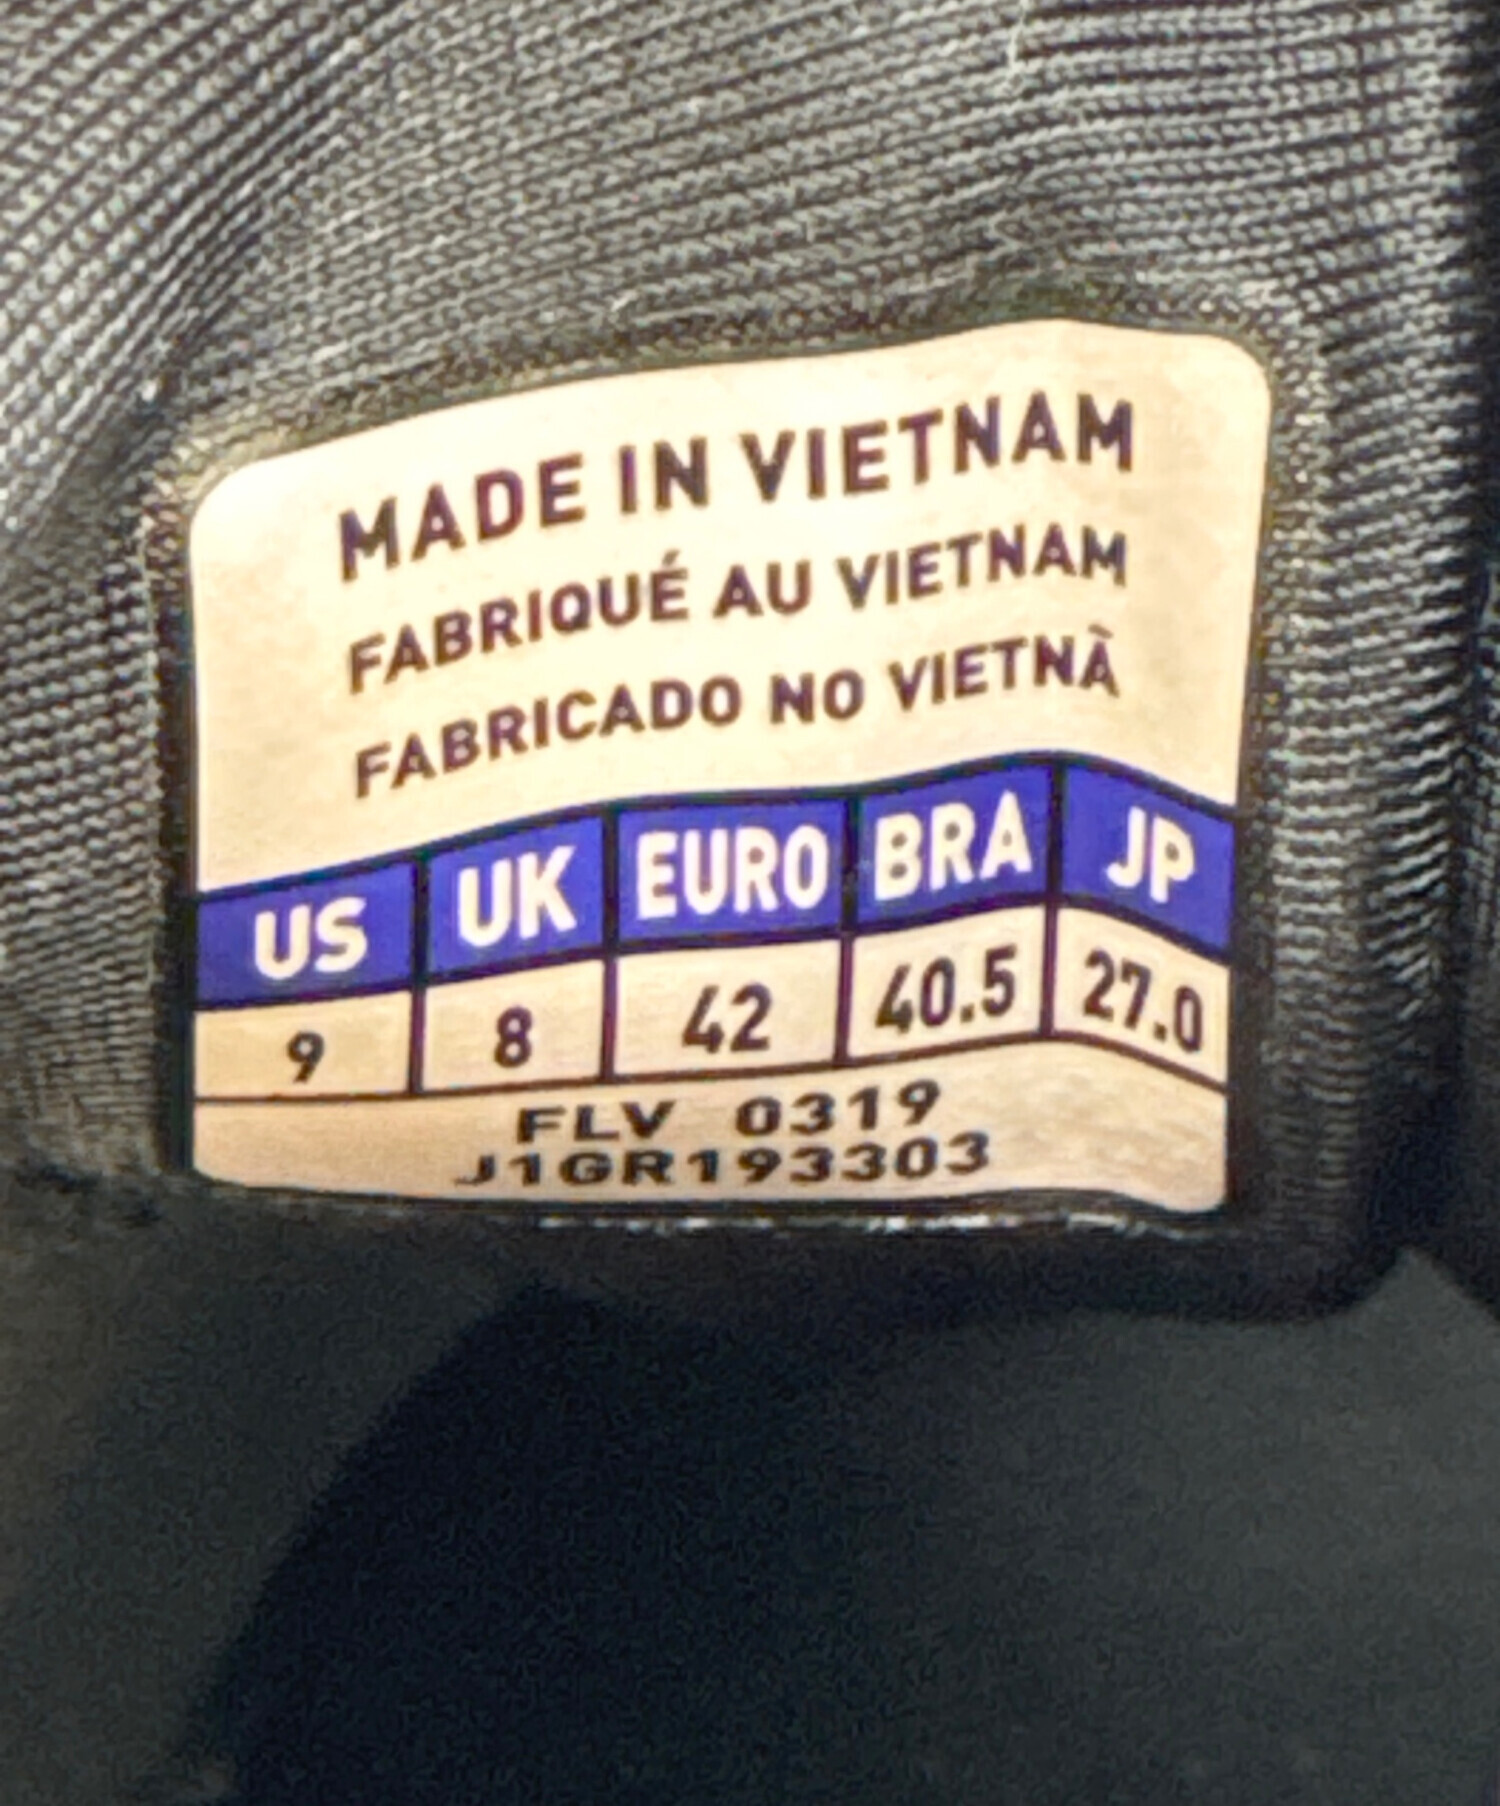 MADE IN VIETNAM
FABRIQUÉ AU VIETNAM
FABRICADO NO VIETNÃ
US UK EURO BRA JP
9 8 42 40.5 27.0
FLV 0319
J1GR193303